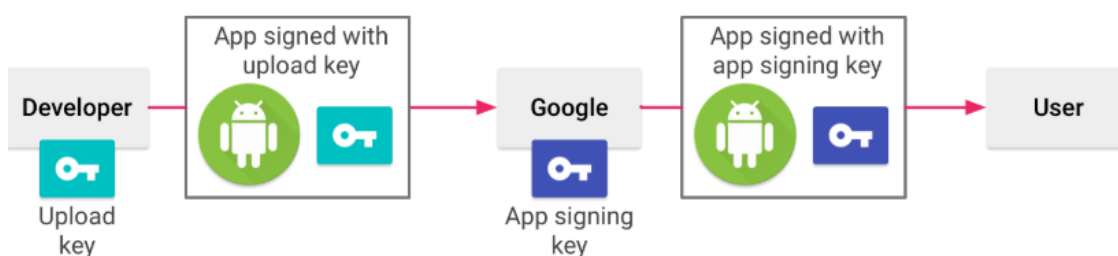 App signed with
upload key
App signed with
app signing key
Developer
Google
User
Upload
key
App signing
key